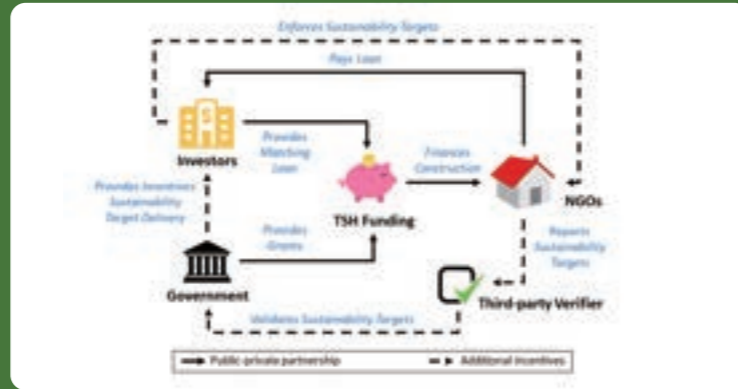 Enforces Sustainability Targets
Pays Loan
Investors
Provides
Matching
Loan
Finances
Construction
NGOs
Provides Incentives
Sustainability
Target Delivery
TSH Funding
Provides
Grants
Reports
Sustainability
Targets
Government
Third-party Verifier
Validates Sustainability Targets
Public-private partnership
Additional incentives